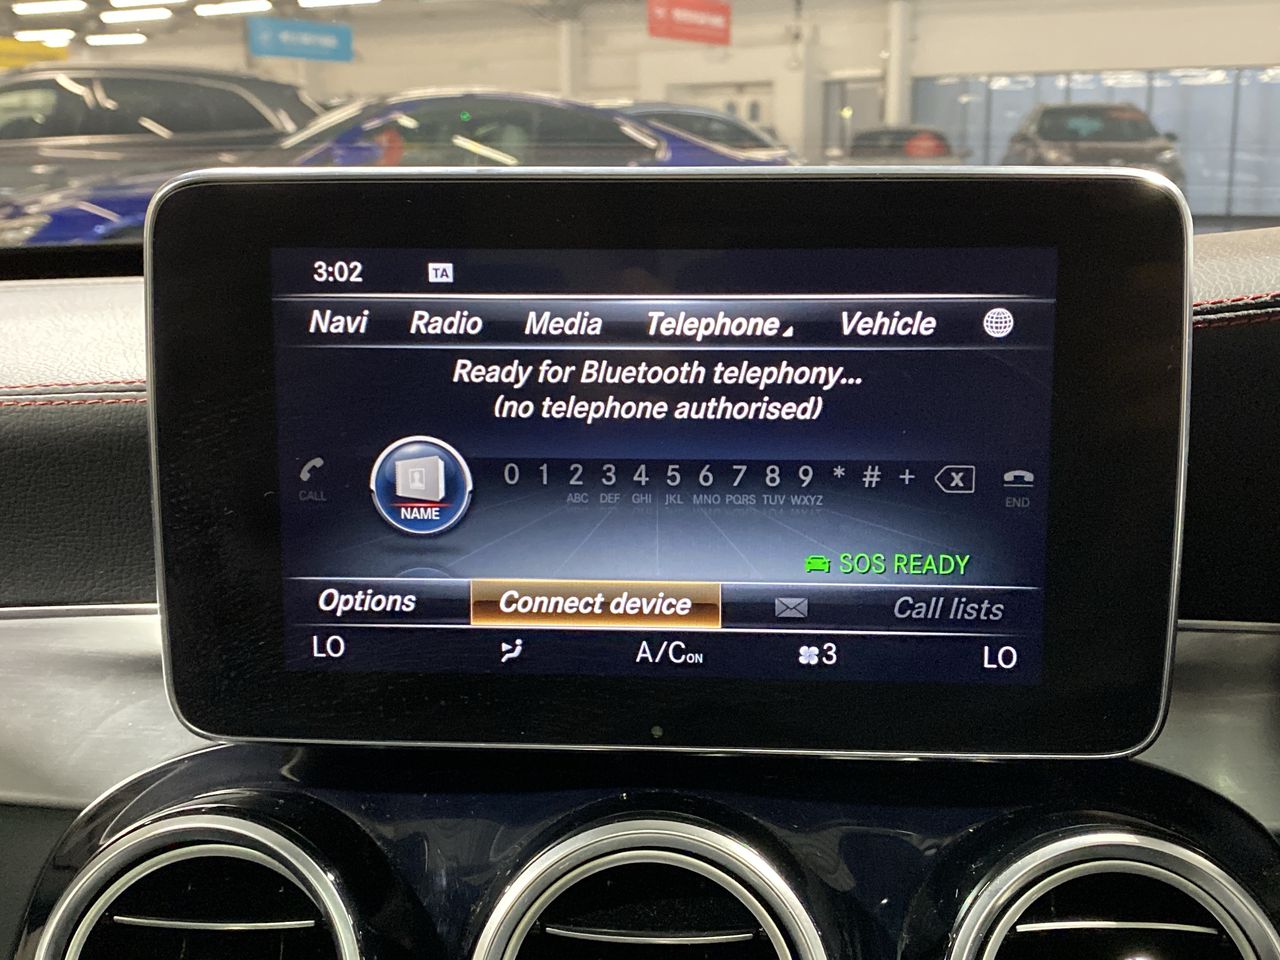 3:02 TA
Navi Radio Media Telephone Vehicle
Ready for Bluetooth telephony...
(no telephone authorised)
0 1 2 3 4 5 6 7 8 9 * # +
CALL ABC DEF GHI JKL MNO PQRS TUV WXYZ END
NAME
SOS READY
Options Connect device Call lists
LO A/C ON 3 LO